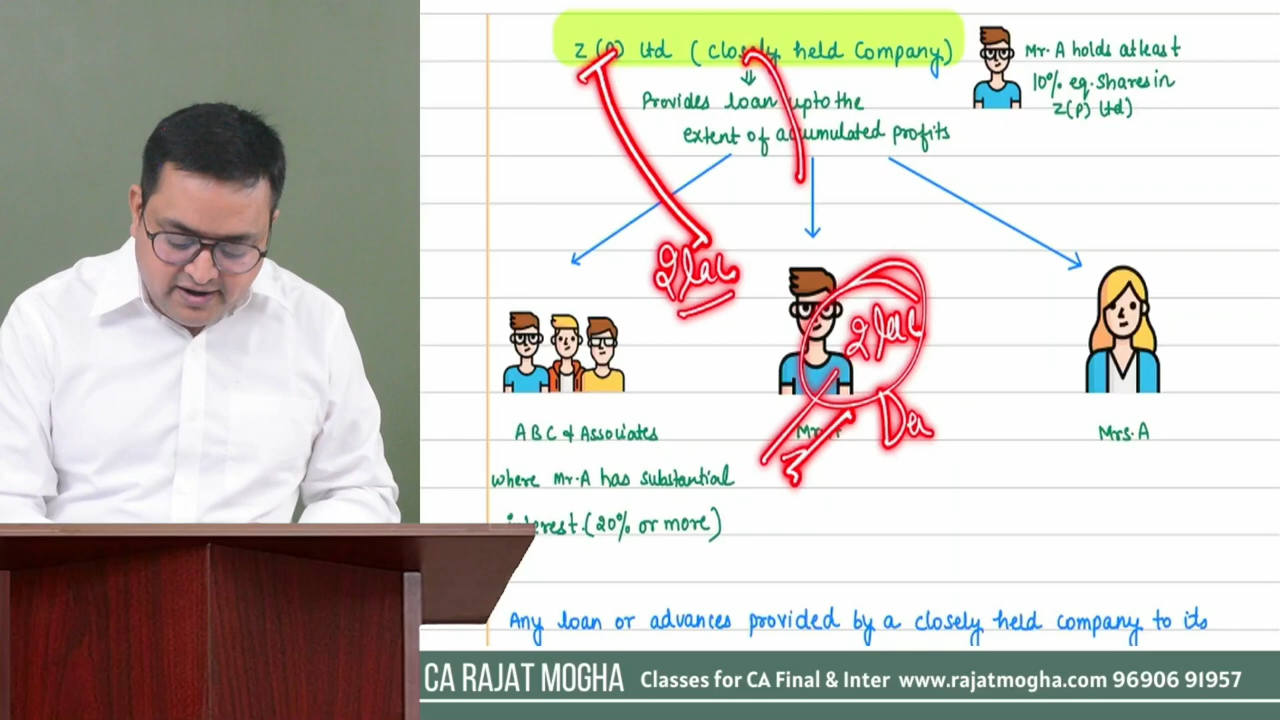 Z (P) Ltd ( closely held Company)
Mr. A holds atleast
10% eq. shares in
Z(P) Ltd)
Provides loan upto the
extent of accumulated profits
2 lac
2 lac
De
ABC & Associates
Mr. A
Mrs. A
where Mr. A has substantial
interest (20% or more)
Any loan or advances provided by a closely held company to its
CA RAJAT MOGHA Classes for CA Final & Inter www.rajatmogha.com 96906 91957